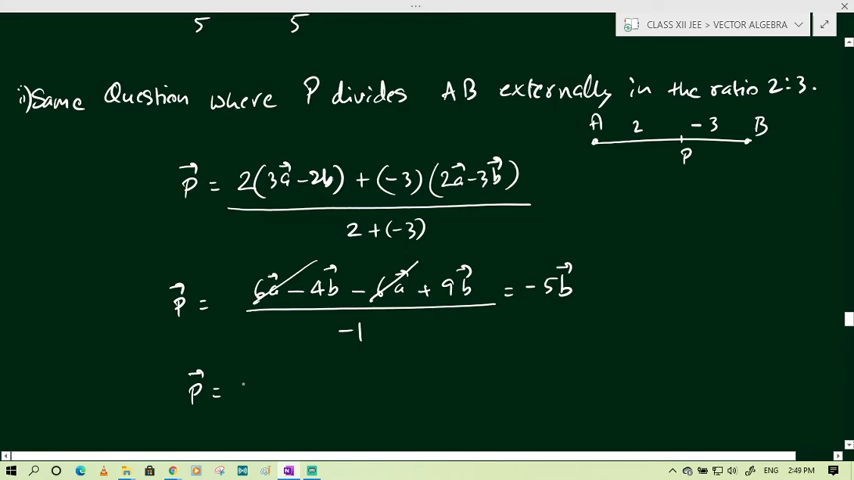 5 5
CLASS XII JEE > VECTOR ALGEBRA
ii) Same Question where P divides AB externally in the ratio 2:3.
A 2 -3 B
P
p⃗ = 2(3a⃗ -2b) + (-3)(2a⃗ -3b⃗)
2 + (-3)
p⃗ = 6a⃗ - 4b⃗ - 6a⃗ + 9b⃗ = -5b⃗
-1
p⃗ =
ENG 2:49 PM